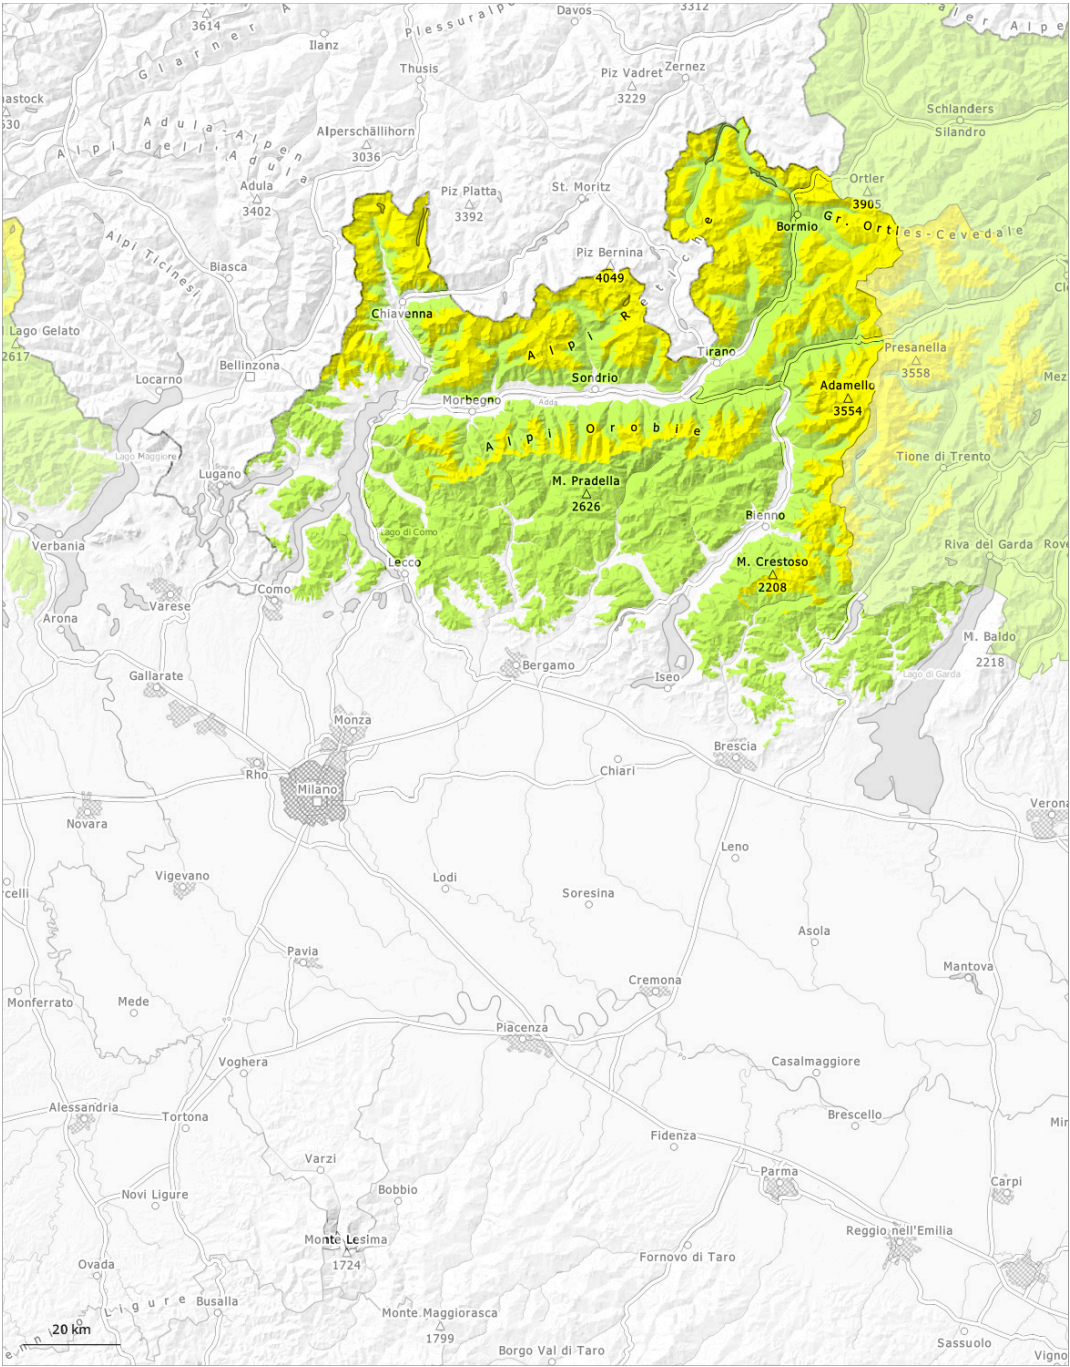 3614
Davos
3312
Plessuralpe
Glarner A
Ilanz
Thusis
Piz Vadret
3229
Zernez
Schlanders
Silandro
Adula-Alpen
Alpi dell'Adula
Alperschällihorn
3036
Adula
3402
Piz Platta
3392
St. Moritz
Ortler
3905
Gr. Ortles-Cevedale
Bormio
Alpi Ticinesi
Biasca
Piz Bernina
4049
Alpi Retiche
Chiavenna
l Lago Gelato
2617
Bellinzona
Locarno
Tirano
Presanella
3558
Sondrio
Morbegno
Adda
Adamello
3554
Mez
Alpi Orobie
Lago Maggiore
Lugano
Tione di Trento
M. Pradella
2626
Bienno
Lago di Como
Verbania
Riva del Garda
Rove
Lecco
M. Crestoso
2208
Como
Varese
Arona
M. Baldo
2218
Lago di Garda
Bergamo
Iseo
Gallarate
Monza
Brescia
Rho
Chiari
Milano
Novara
Verona
Leno
Vigevano
Lodi
Soresina
rcelli
Asola
Pavia
Mantova
Cremona
Monferrato
Mede
Piacenza
Voghera
Casalmaggiore
Alessandria
Tortona
Brescello
Mir
Fidenza
Varzi
Parma
Bobbio
Novi Ligure
Carpi
Monte Lesima
1724
Reggio nell'Emilia
Fornovo di Taro
Ovada
Busalla
Ligure
20 km
Monte Maggiorasca
1799
Sassuolo
Borgo Val di Taro
Vigno